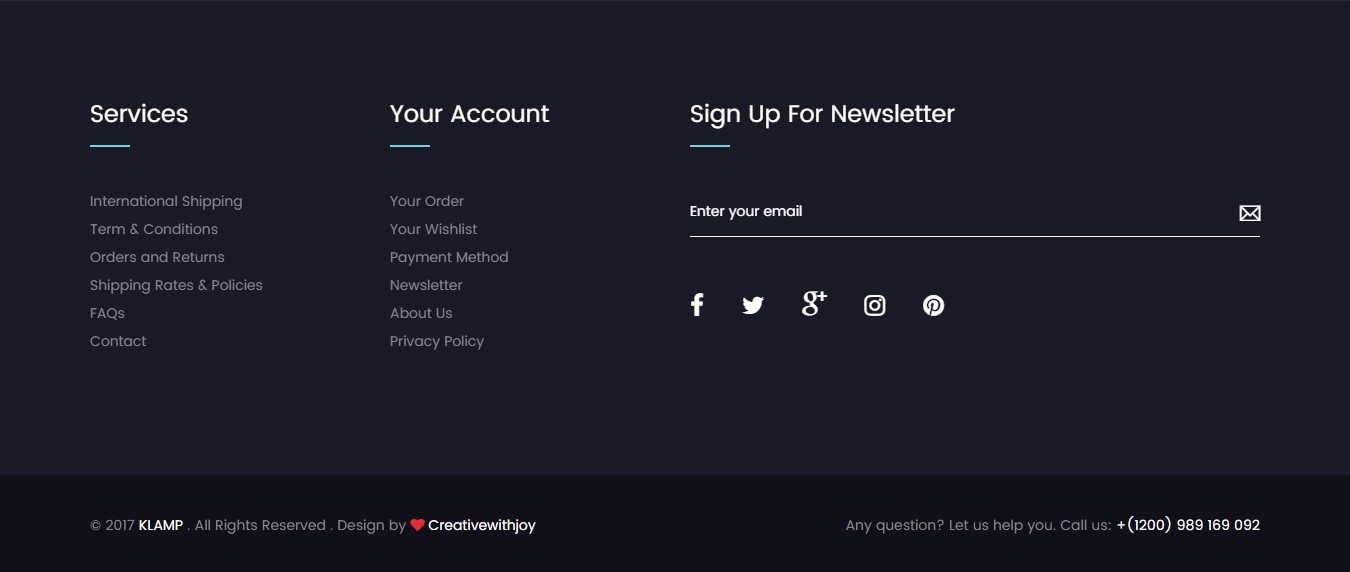 Services
International Shipping
Term & Conditions
Orders and Returns
Shipping Rates & Policies
FAQs
Contact
Your Account
Your Order
Your Wishlist
Payment Method
Newsletter
About Us
Privacy Policy
Sign Up For Newsletter
Enter your email
© 2017 KLAMP . All Rights Reserved . Design by ❤ Creativewithjoy
Any question? Let us help you. Call us: +(1200) 989 169 092